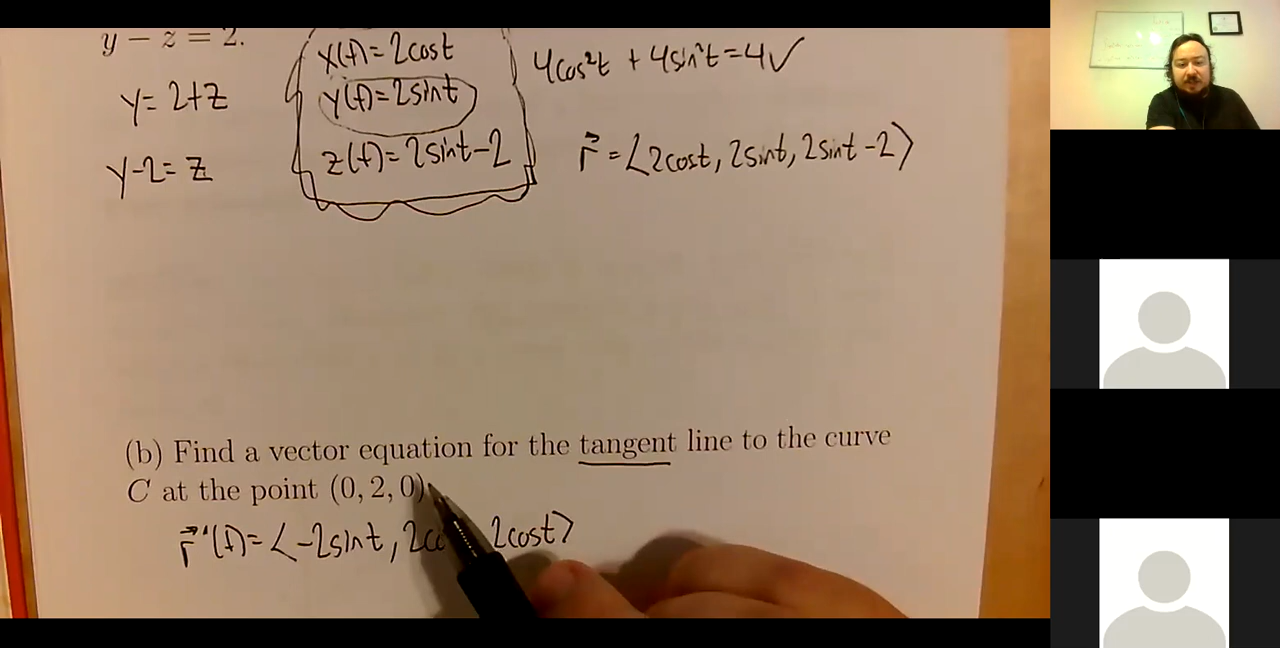 y − z = 2.
y = 2+z
y-2 = z
x(t) = 2cost
y(t) = 2sint
z(t) = 2sint-2
4cos²t + 4sin²t = 4 ✓
r⃗ = ⟨2cost, 2sint, 2sint -2⟩
(b) Find a vector equation for the tangent line to the curve
C at the point (0, 2, 0)
r⃗ '(t) = ⟨-2sint, 2co 2cost⟩